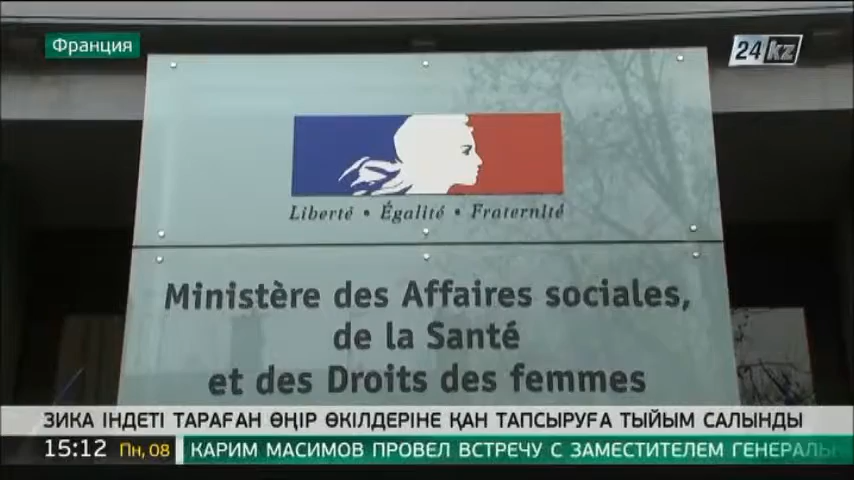 Франция
24kz
Liberté • Égalité • Fraternité
Ministère des Affaires sociales,
de la Santé
et des Droits des femmes
ЗИКА ІНДЕТІ ТАРАҒАН ӨҢІР ӨКІЛДЕРІНЕ ҚАН ТАПСЫРУҒА ТЫЙЫМ САЛЫНДЫ
15:12 Пн, 08 КАРИМ МАСИМОВ ПРОВЕЛ ВСТРЕЧУ С ЗАМЕСТИТЕЛЕМ ГЕНЕРАЛЬ